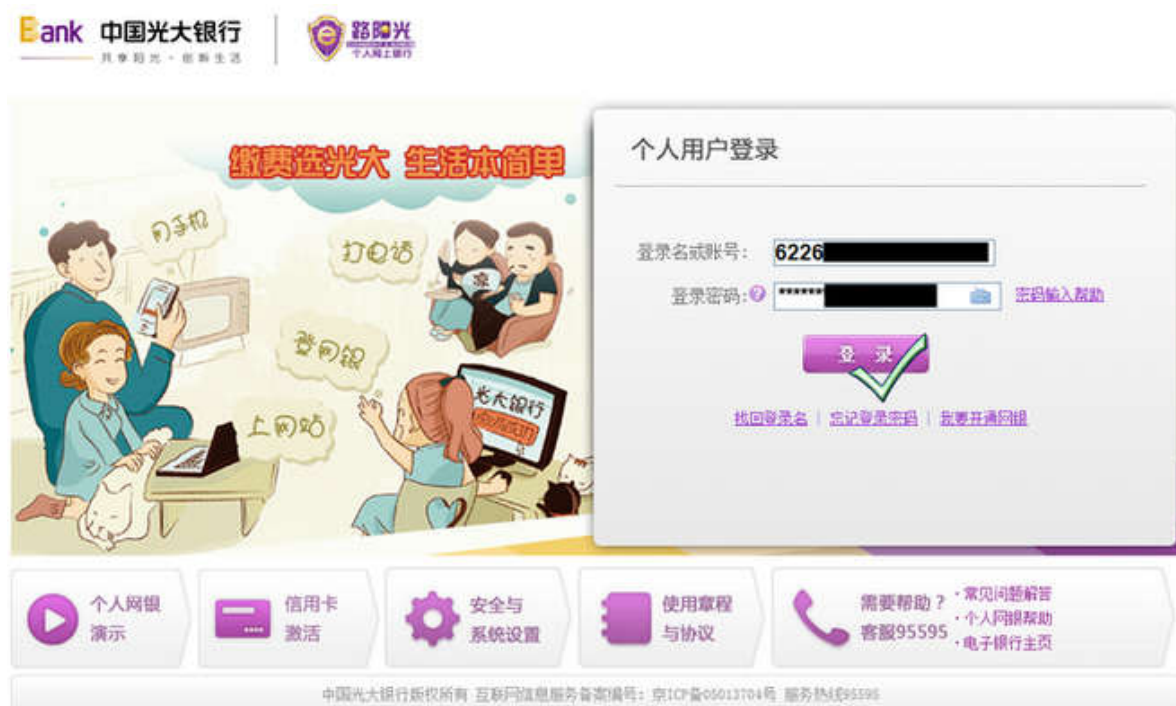 Bank 中国光大银行
共享阳光·创新生活
e路阳光
个人网上银行
缴费选光大 生活本简单
个人用户登录
用手机
打电话
登录名或账号： 6226
登录密码: ? ******
密码输入帮助
登网银
登 录
光大银行
上网站
找回登录名 | 忘记登录密码 | 我要开通网银
个人网银
演示
信用卡
激活
安全与
系统设置
使用章程
与协议
需要帮助？
客服95595
·常见问题解答
·个人网银帮助
·电子银行主页
中国光大银行版权所有 互联网信息服务备案编号：京ICP备05013704号 服务热线95595